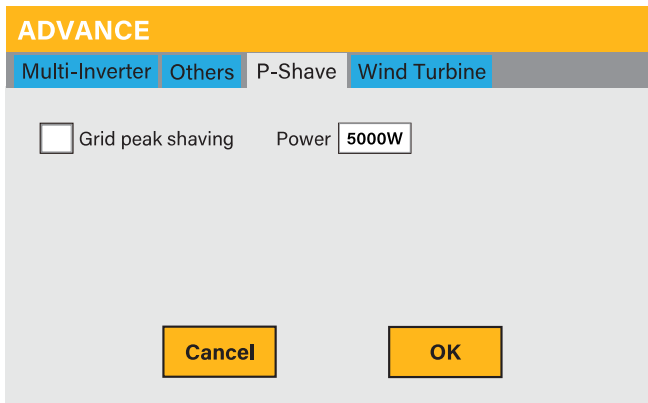 ADVANCE
Multi-Inverter Others P-Shave Wind Turbine
Grid peak shaving Power 5000W
Cancel OK